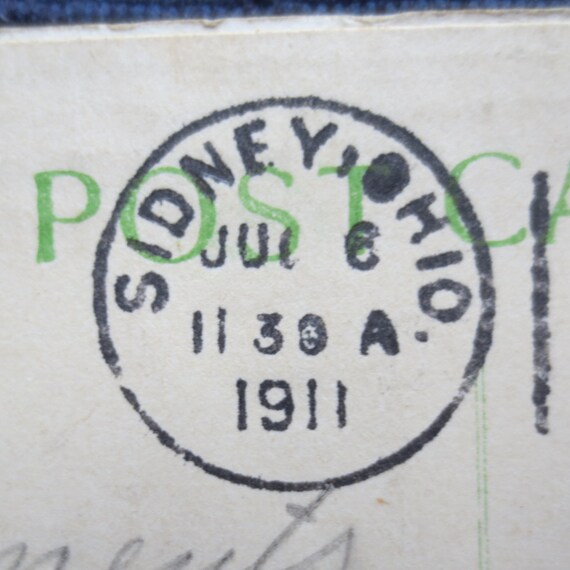 SIDNEY, OHIO.
POST CA
JUL 6
11 30 A.
1911